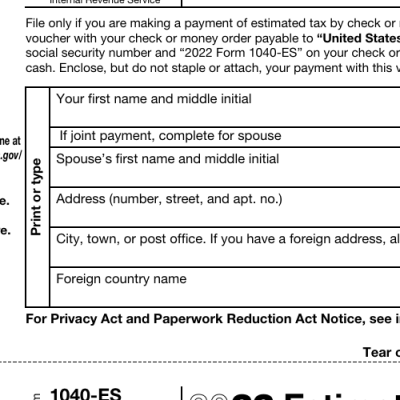 Internal Revenue Service
File only if you are making a payment of estimated tax by check or
voucher with your check or money order payable to “United States
social security number and “2022 Form 1040-ES” on your check or
cash. Enclose, but do not staple or attach, your payment with this v
Your first name and middle initial
If joint payment, complete for spouse
ne at
Spouse’s first name and middle initial
.gov/
Print or type
e.
Address (number, street, and apt. no.)
e.
City, town, or post office. If you have a foreign address, al
Foreign country name
For Privacy Act and Paperwork Reduction Act Notice, see i
Tear o
1040-ES
2022 Estimat